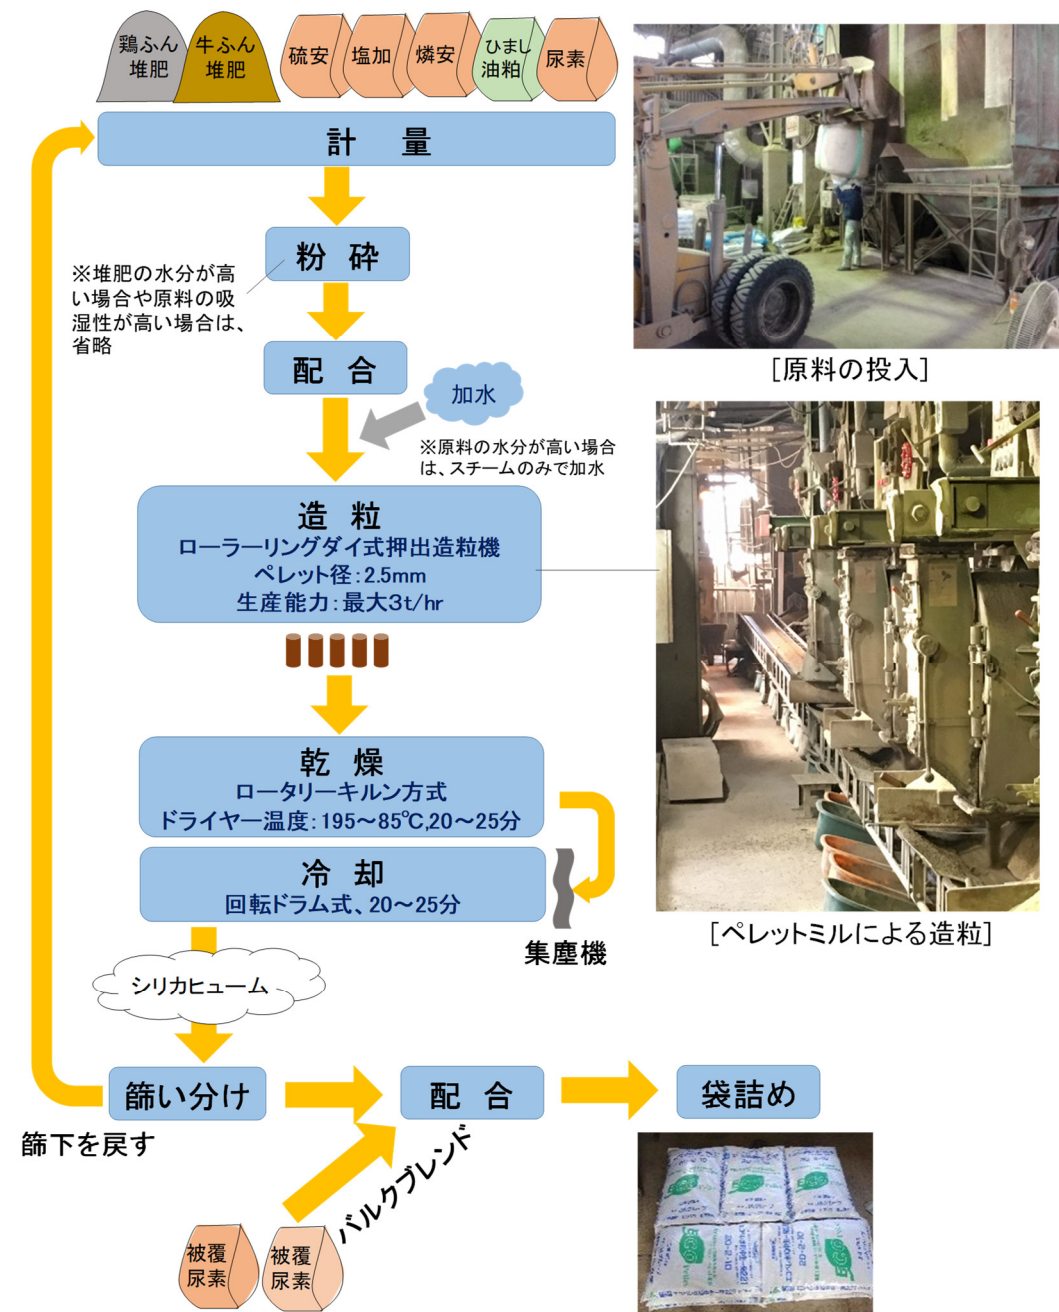 鶏ふん
堆肥
牛ふん
堆肥
硫安
塩加
燐安
ひまし
油粕
尿素
計 量
粉 砕
※堆肥の水分が高
い場合や原料の吸
湿性が高い場合は、
省略
配 合
加水
※原料の水分が高い場合
は、スチームのみで加水
造 粒
ローラーリングダイ式押出造粒機
ペレット径：2.5mm
生産能力：最大3t/hr
乾 燥
ロータリーキルン方式
ドライヤー温度：195～85℃,20～25分
冷 却
回転ドラム式、20～25分
集塵機
シリカヒューム
篩い分け
篩下を戻す
配 合
バルクブレンド
袋詰め
被覆
尿素
被覆
尿素
[原料の投入]
[ペレットミルによる造粒]